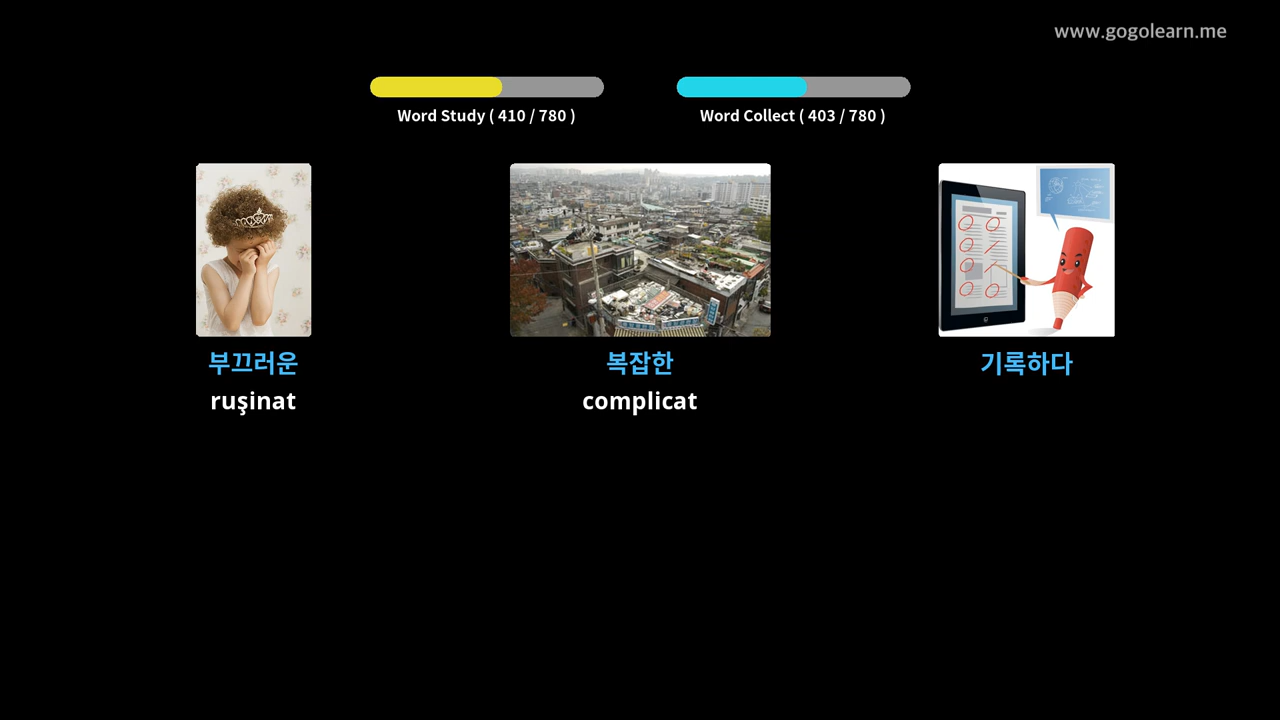 www.gogolearn.me
Word Study ( 410 / 780 )
Word Collect ( 403 / 780 )
부끄러운
복잡한
기록하다
ruşinat
complicat